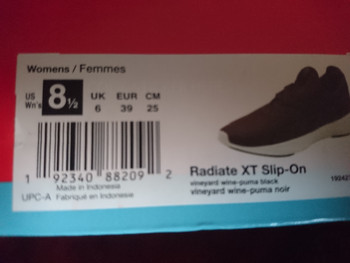 Womens / Femmes
US UK EUR CM
Wn's 8½ 6 39 25
1 92340 88209 2
Made in Indonesia
UPC-A Fabriqué en Indonésie
Radiate XT Slip-On
vineyard wine-puma black
vineyard wine-puma noir